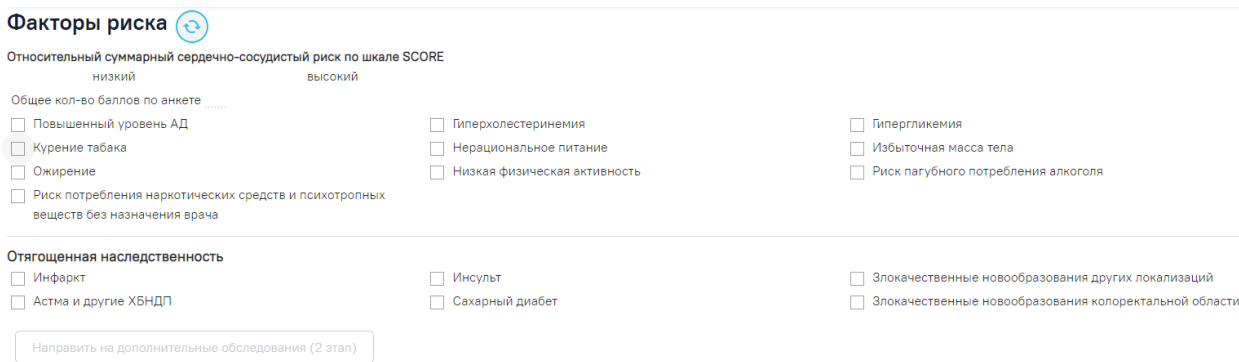 Факторы риска
Относительный суммарный сердечно-сосудистый риск по шкале SCORE
низкий высокий
Общее кол-во баллов по анкете .......
Повышенный уровень АД Гиперхолестеринемия Гипергликемия
Курение табака Нерациональное питание Избыточная масса тела
Ожирение Низкая физическая активность Риск пагубного потребления алкоголя
Риск потребления наркотических средств и психотропных
веществ без назначения врача
Отягощенная наследственность
Инфаркт Инсульт Злокачественные новообразования других локализаций
Астма и другие ХБНДП Сахарный диабет Злокачественные новообразования колоректальной области
Направить на дополнительные обследования (2 этап)